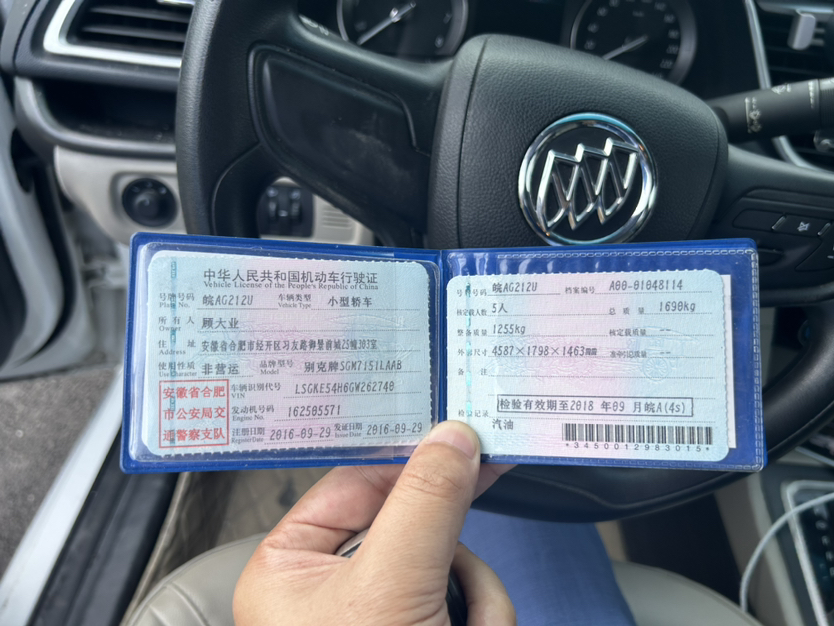 中华人民共和国机动车行驶证
Vehicle License of the People's Republic of China
号牌号码 皖AG212U 车辆类型 小型轿车
Plate No. Vehicle Type
所有人 顾大业
Owner
住址 安徽省合肥市经开区习友路御景前城25幢303室
Address
使用性质 非营运 品牌型号 别克牌SGM7151LAAB
Use Character Model
安徽省合肥
市公安局交
通警察支队
车辆识别代号 LSGKE54H6GW262740
VIN
发动机号码 162505571
Engine No.
注册日期 2016-09-29 发证日期 2016-09-29
Register Date Issue Date
号牌号码 皖AG212U 档案编号 A00-01048114
核定载人数 5人 总质量 1690kg
整备质量 1255kg 核定载质量 --
外廓尺寸 4587×1798×1463mm --
备注
检验有效期至2018 年09 月皖A(4s)
检验记录
汽油
*3450012983015*